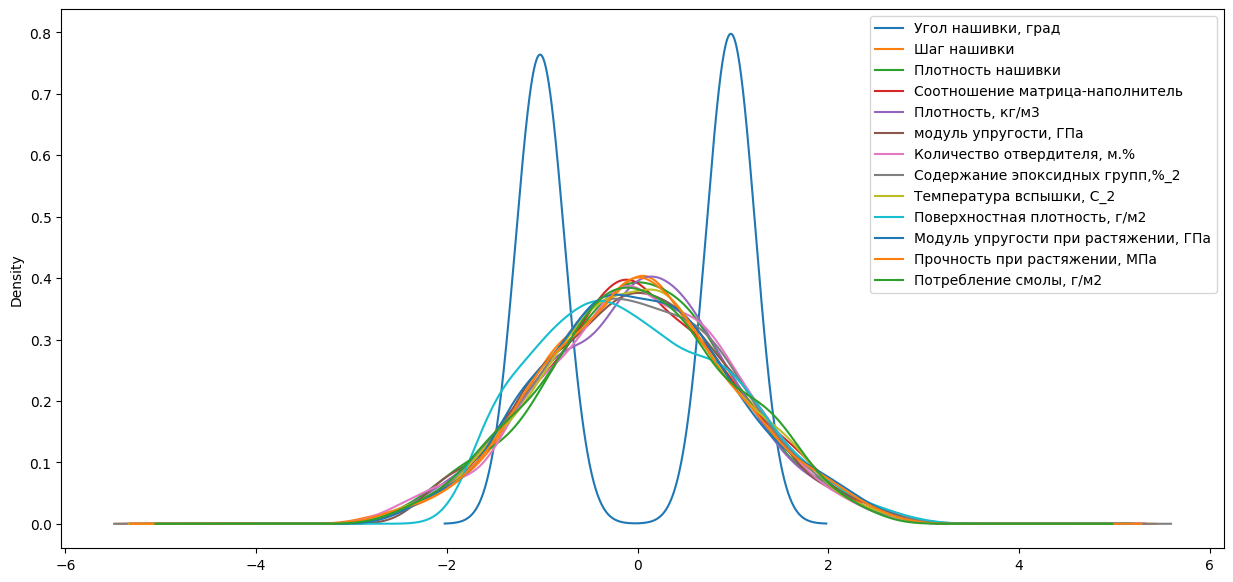 Угол нашивки, град
Шаг нашивки
Плотность нашивки
Соотношение матрица-наполнитель
Плотность, кг/м3
модуль упругости, ГПа
Количество отвердителя, м.%
Содержание эпоксидных групп,%_2
Температура вспышки, С_2
Поверхностная плотность, г/м2
Модуль упругости при растяжении, ГПа
Прочность при растяжении, МПа
Потребление смолы, г/м2
Density
0.8
0.7
0.6
0.5
0.4
0.3
0.2
0.1
0.0
−6 −4 −2 0 2 4 6